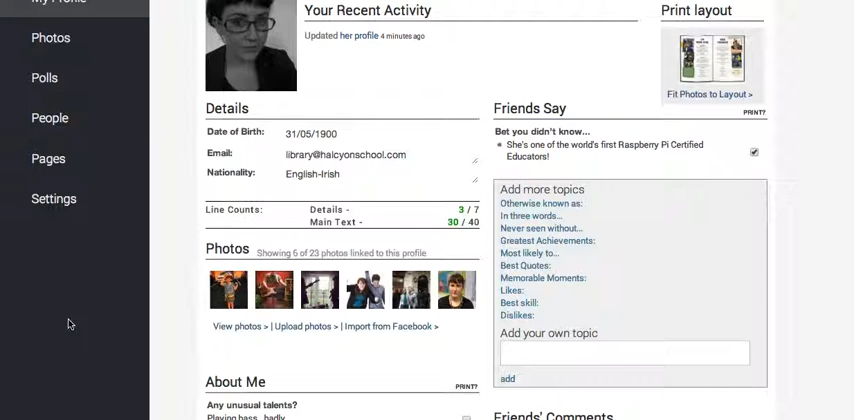 My Profile
Photos
Polls
People
Pages
Settings
Your Recent Activity
Updated her profile 4 minutes ago
Print layout
Fit Photos to Layout >
Details
Date of Birth: 31/05/1900
Email: library@halcyonschool.com
Nationality: English-Irish
Line Counts: Details - 3 / 7
Main Text - 30 / 40
Photos Showing 6 of 23 photos linked to this profile
View photos > | Upload photos > | Import from Facebook >
About Me PRINT?
Any unusual talents?
Playing bass...badly
Friends Say PRINT?
Bet you didn't know...
She's one of the world's first Raspberry Pi Certified
Educators!
Add more topics
Otherwise known as:
In three words...
Never seen without...
Greatest Achievements:
Most likely to...
Best Quotes:
Memorable Moments:
Likes:
Best skill:
Dislikes:
Add your own topic
add
Friends' Comments